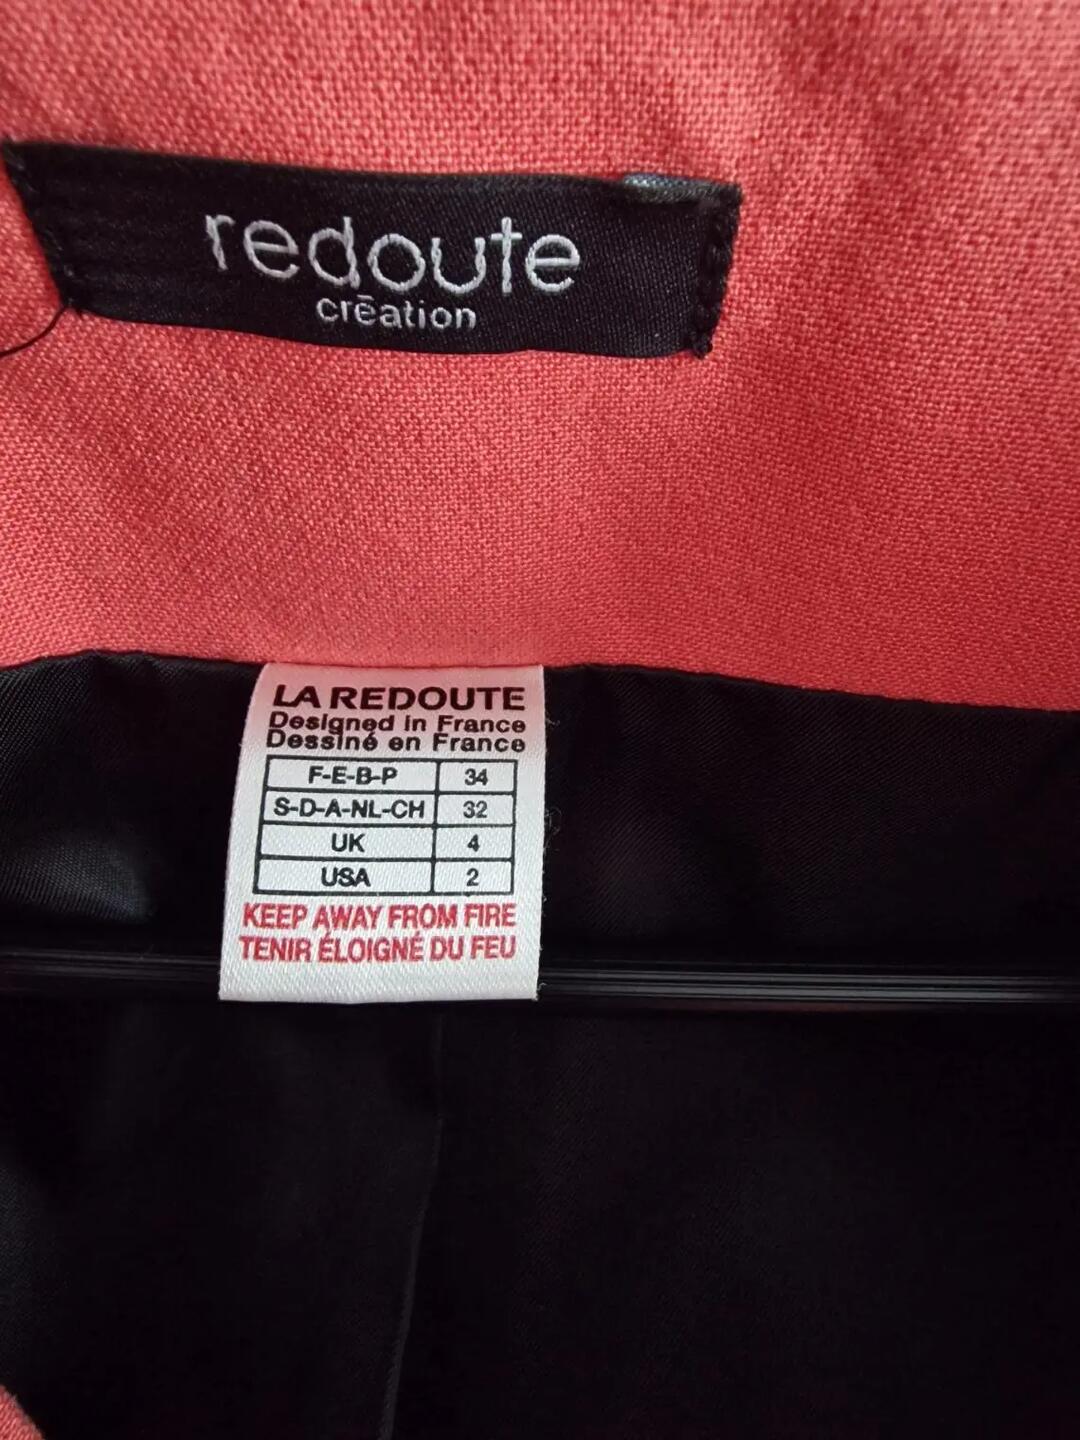 redoute
crēation
LA REDOUTE
Designed in France
Dessiné en France
F-E-B-P 34
S-D-A-NL-CH 32
UK 4
USA 2
KEEP AWAY FROM FIRE
TENIR ÉLOIGNÉ DU FEU